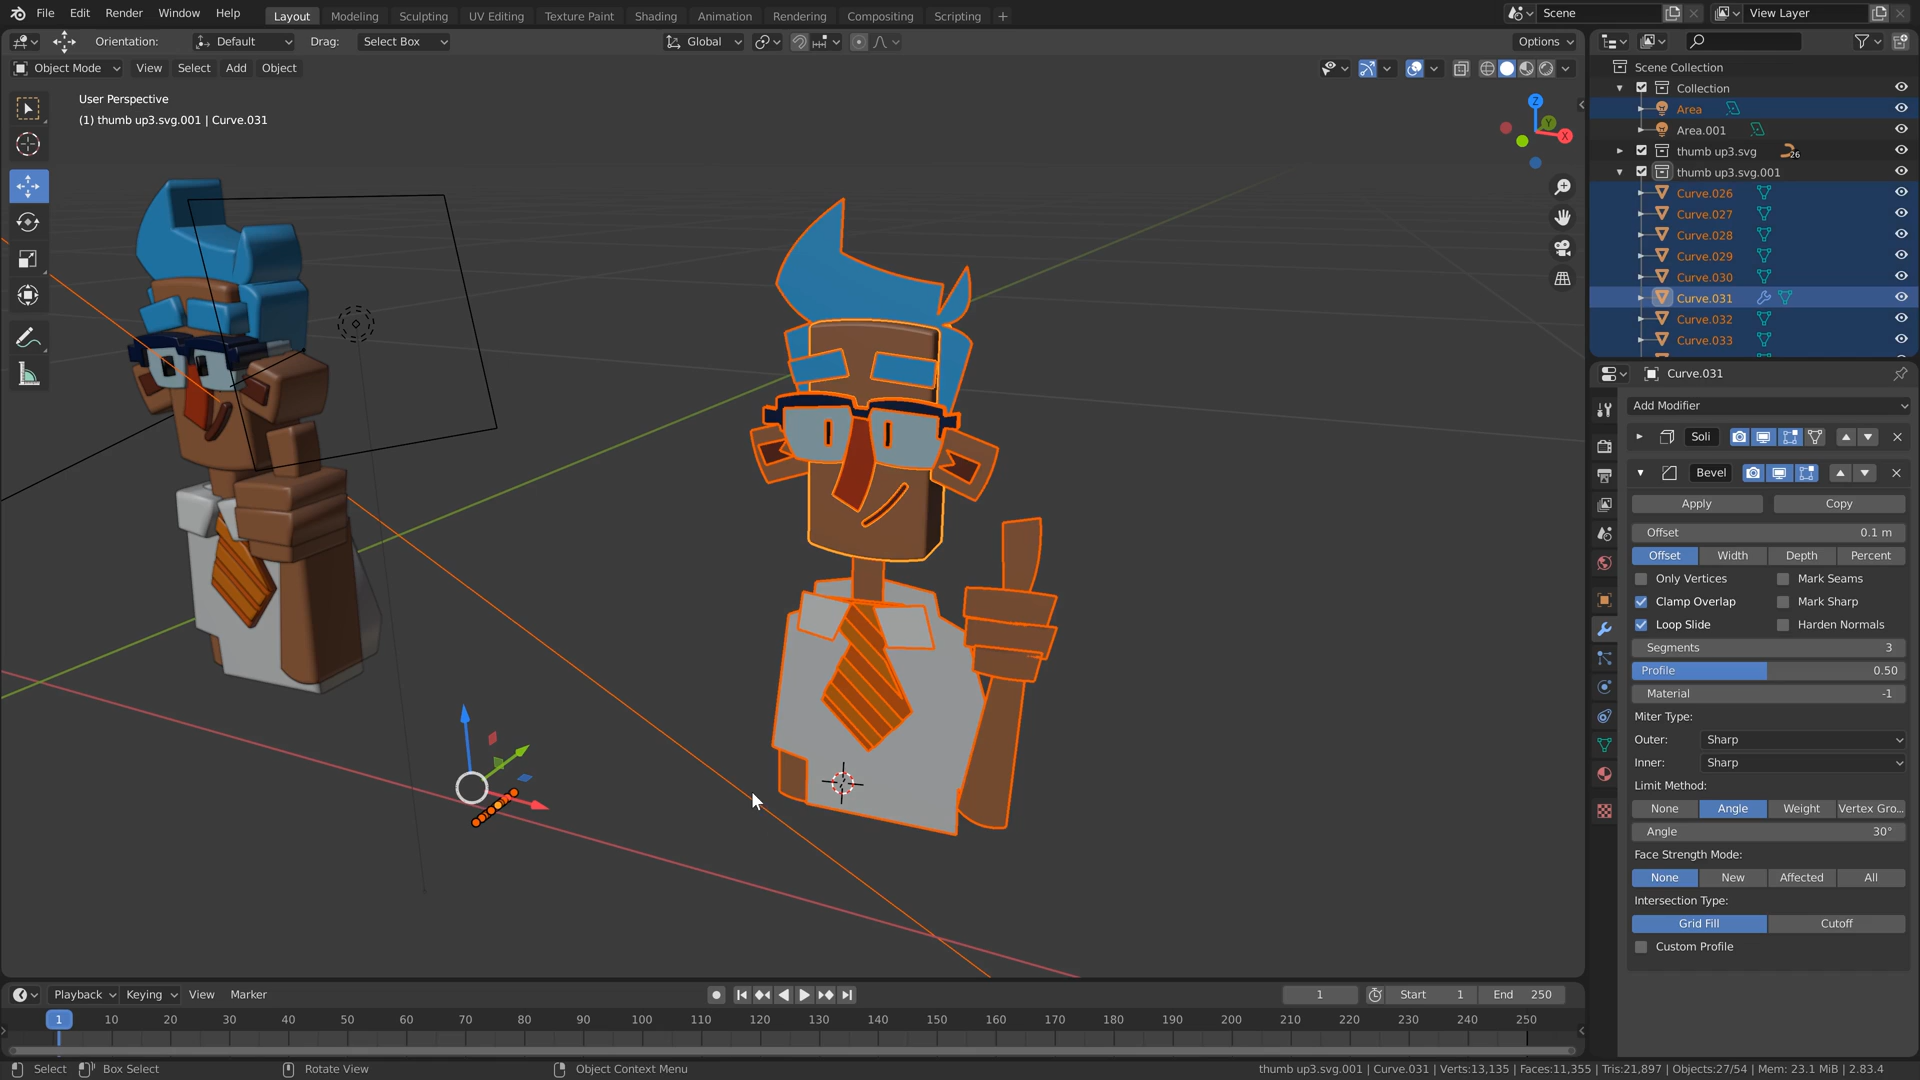 File Edit Render Window Help
Layout Modeling Sculpting UV Editing Texture Paint Shading Animation Rendering Compositing Scripting +
Scene
View Layer
Orientation: Default Drag: Select Box
Global
Options
Object Mode View Select Add Object
User Perspective
(1) thumb up3.svg.001 | Curve.031
Z
Y
X
Scene Collection
Collection
Area
Area.001
thumb up3.svg 26
thumb up3.svg.001
Curve.026
Curve.027
Curve.028
Curve.029
Curve.030
Curve.031
Curve.032
Curve.033
Curve.031
Add Modifier
Soli
Bevel
Apply Copy
Offset 0.1 m
Offset Width Depth Percent
Only Vertices Mark Seams
Clamp Overlap Mark Sharp
Loop Slide Harden Normals
Segments 3
Profile 0.50
Material -1
Miter Type:
Outer: Sharp
Inner: Sharp
Limit Method:
None Angle Weight Vertex Gro...
Angle 30°
Face Strength Mode:
None New Affected All
Intersection Type:
Grid Fill Cutoff
Custom Profile
Playback Keying View Marker
1 Start 1 End 250
1 10 20 30 40 50 60 70 80 90 100 110 120 130 140 150 160 170 180 190 200 210 220 230 240 250
Select Box Select Rotate View Object Context Menu
thumb up3.svg.001 | Curve.031 | Verts:13,135 | Faces:11,355 | Tris:21,897 | Objects:27/54 | Mem: 23.1 MiB | 2.83.4